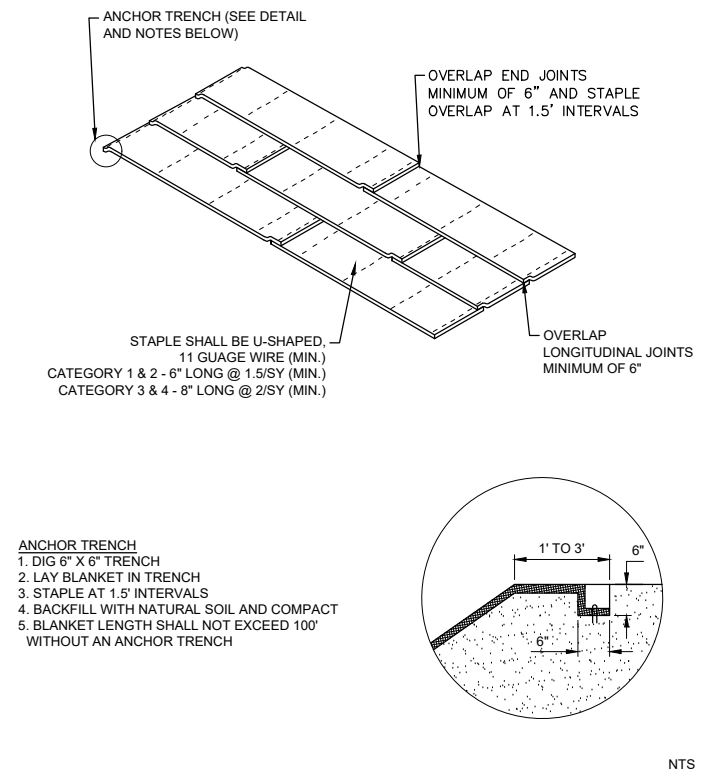 ANCHOR TRENCH (SEE DETAIL
AND NOTES BELOW)
OVERLAP END JOINTS
MINIMUM OF 6" AND STAPLE
OVERLAP AT 1.5' INTERVALS
STAPLE SHALL BE U-SHAPED,
11 GUAGE WIRE (MIN.)
CATEGORY 1 & 2 - 6" LONG @ 1.5/SY (MIN.)
CATEGORY 3 & 4 - 8" LONG @ 2/SY (MIN.)
OVERLAP
LONGITUDINAL JOINTS
MINIMUM OF 6"
ANCHOR TRENCH
1. DIG 6" X 6" TRENCH
2. LAY BLANKET IN TRENCH
3. STAPLE AT 1.5' INTERVALS
4. BACKFILL WITH NATURAL SOIL AND COMPACT
5. BLANKET LENGTH SHALL NOT EXCEED 100'
WITHOUT AN ANCHOR TRENCH
1' TO 3'
6"
6"
NTS